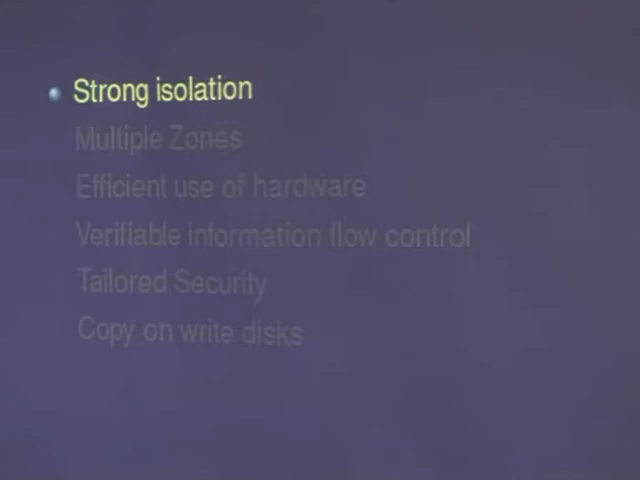 Strong isolation
Multiple Zones
Efficient use of hardware
Verifiable information flow control
Tailored Security
Copy on write disks